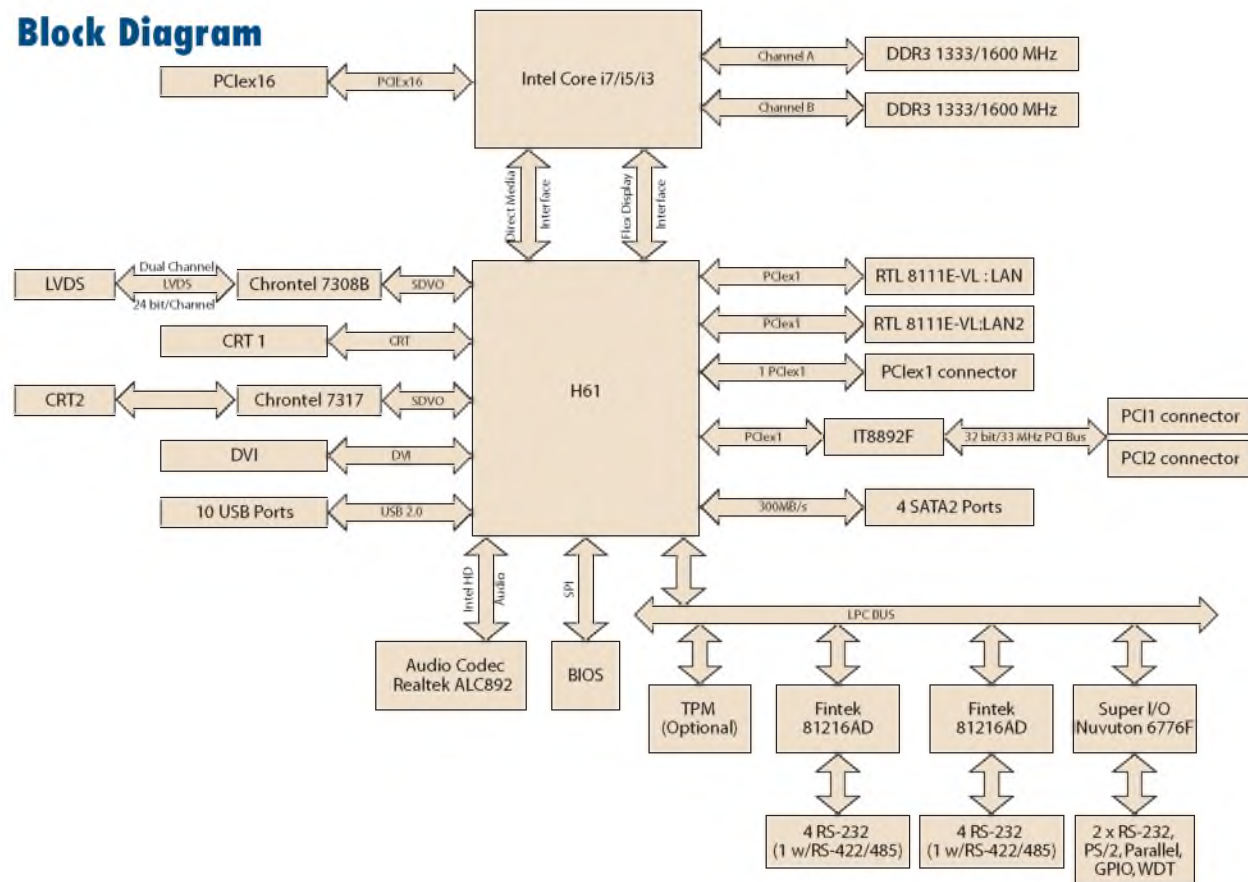 Block Diagram
PCIex16
PCIEx16
Intel Core i7/i5/i3
Channel A
DDR3 1333/1600 MHz
Channel B
DDR3 1333/1600 MHz
Direct Media
Interface
Flex Display
Interface
LVDS
Dual Channel
LVDS
24 bit/Channel
Chrontel 7308B
SDVO
CRT 1
CRT
CRT2
Chrontel 7317
SDVO
DVI
DVI
10 USB Ports
USB 2.0
H61
PCIex1
RTL 8111E-VL : LAN
PCIex1
RTL 8111E-VL:LAN2
1 PCIex1
PCIex1 connector
PCIex1
IT8892F
32 bit/33 MHz PCI Bus
PCI1 connector
PCI2 connector
300MB/s
4 SATA2 Ports
Intel HD
Audio
SPI
LPC BUS
Audio Codec
Realtek ALC892
BIOS
TPM
(Optional)
Fintek
81216AD
Fintek
81216AD
Super I/O
Nuvuton 6776F
4 RS-232
(1 w/RS-422/485)
4 RS-232
(1 w/RS-422/485)
2 x RS-232,
PS/2, Parallel,
GPIO, WDT